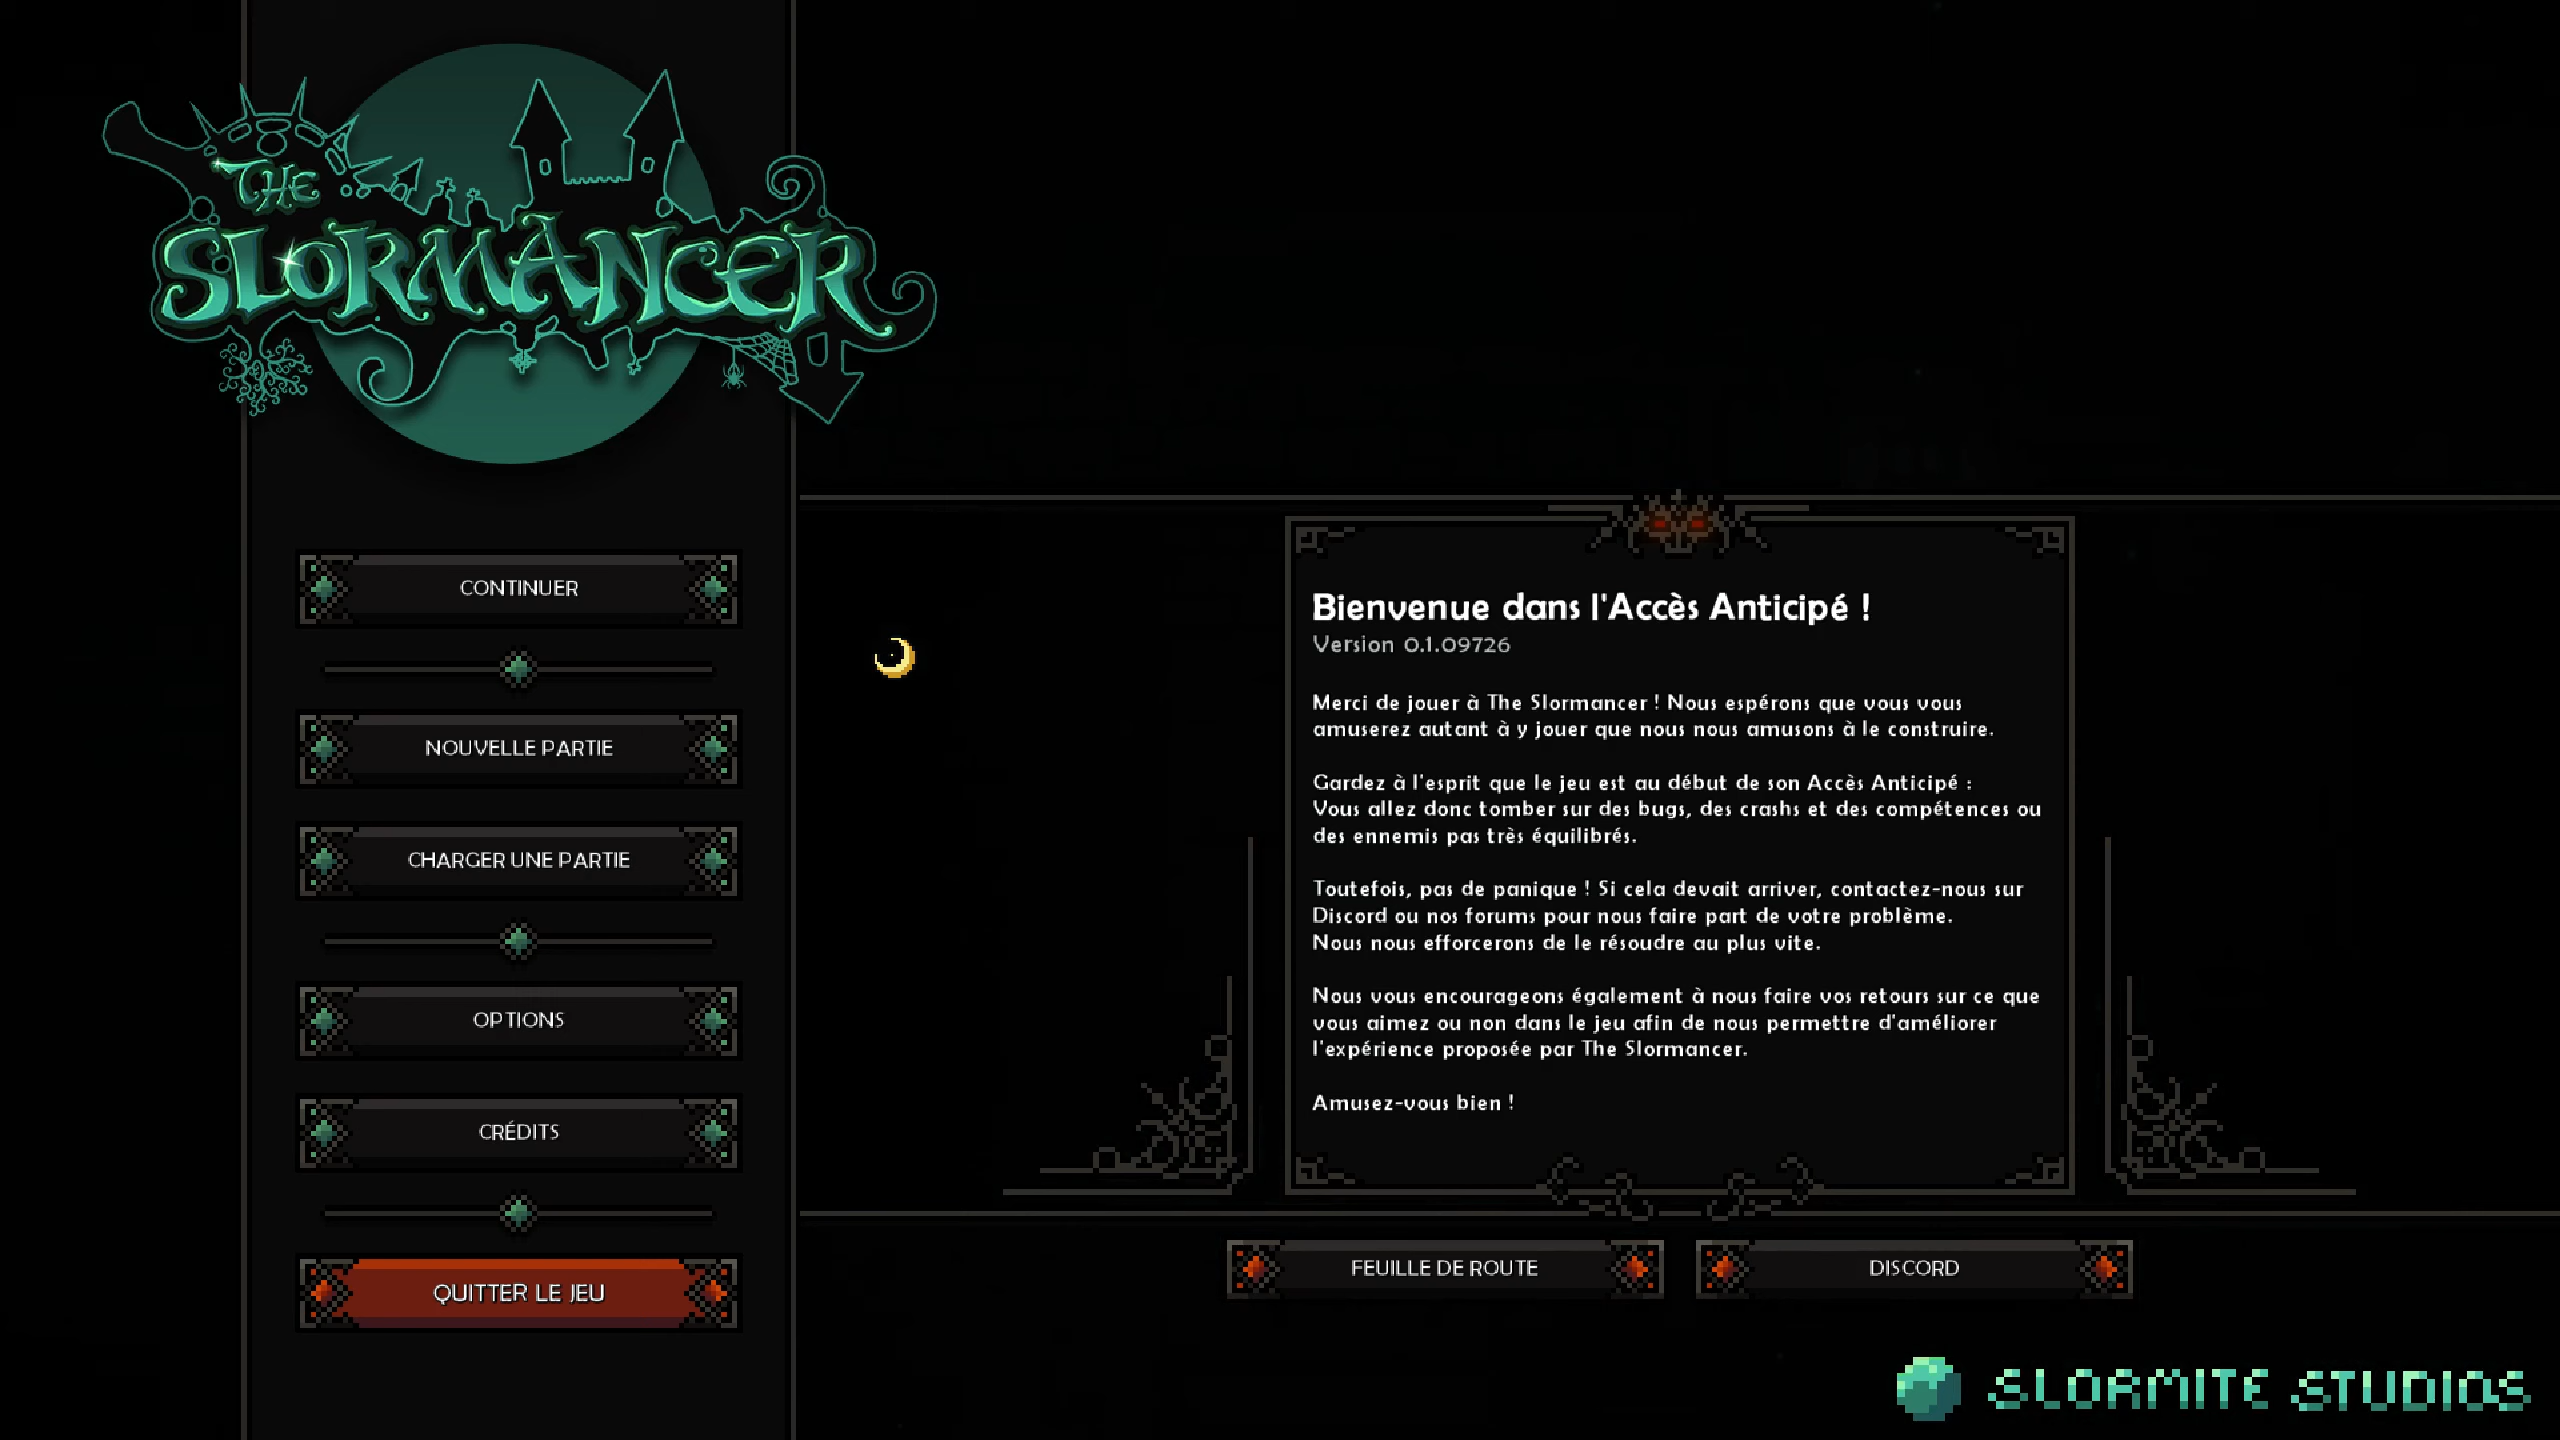 THE
SLORMANCER
CONTINUER
NOUVELLE PARTIE
CHARGER UNE PARTIE
OPTIONS
CRÉDITS
QUITTER LE JEU
Bienvenue dans l'Accès Anticipé !
Version 0.1.09726
Merci de jouer à The Slormancer ! Nous espérons que vous vous
amuserez autant à y jouer que nous nous amusons à le construire.
Gardez à l'esprit que le jeu est au début de son Accès Anticipé :
Vous allez donc tomber sur des bugs, des crashs et des compétences ou
des ennemis pas très équilibrés.
Toutefois, pas de panique ! Si cela devait arriver, contactez-nous sur
Discord ou nos forums pour nous faire part de votre problème.
Nous nous efforcerons de le résoudre au plus vite.
Nous vous encourageons également à nous faire vos retours sur ce que
vous aimez ou non dans le jeu afin de nous permettre d'améliorer
l'expérience proposée par The Slormancer.
Amusez-vous bien !
FEUILLE DE ROUTE
DISCORD
SLORMITE STUDIOS